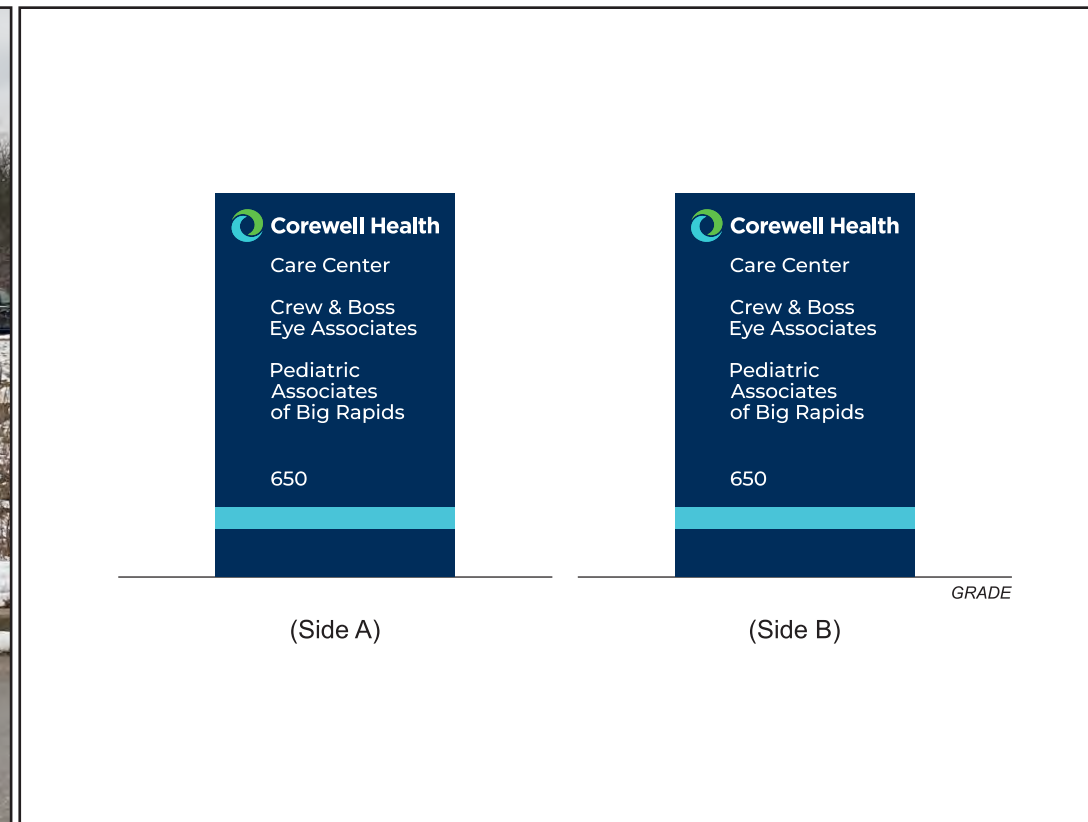 Corewell Health
Care Center
Crew & Boss
Eye Associates
Pediatric
Associates
of Big Rapids
650
(Side A)
Corewell Health
Care Center
Crew & Boss
Eye Associates
Pediatric
Associates
of Big Rapids
650
GRADE
(Side B)